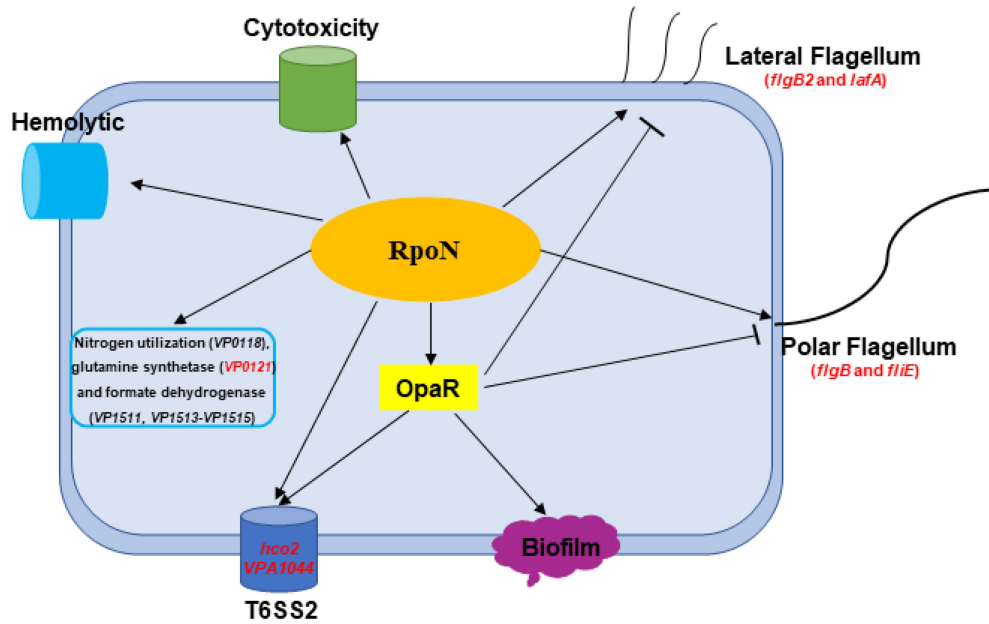 Cytotoxicity
Lateral Flagellum
(flgB2 and lafA)
Hemolytic
RpoN
Nitrogen utilization (VP0118),
glutamine synthetase (VP0121)
and formate dehydrogenase
(VP1511, VP1513-VP1515)
OpaR
Polar Flagellum
(flgB and fliE)
hco2
VPA1044
Biofilm
T6SS2